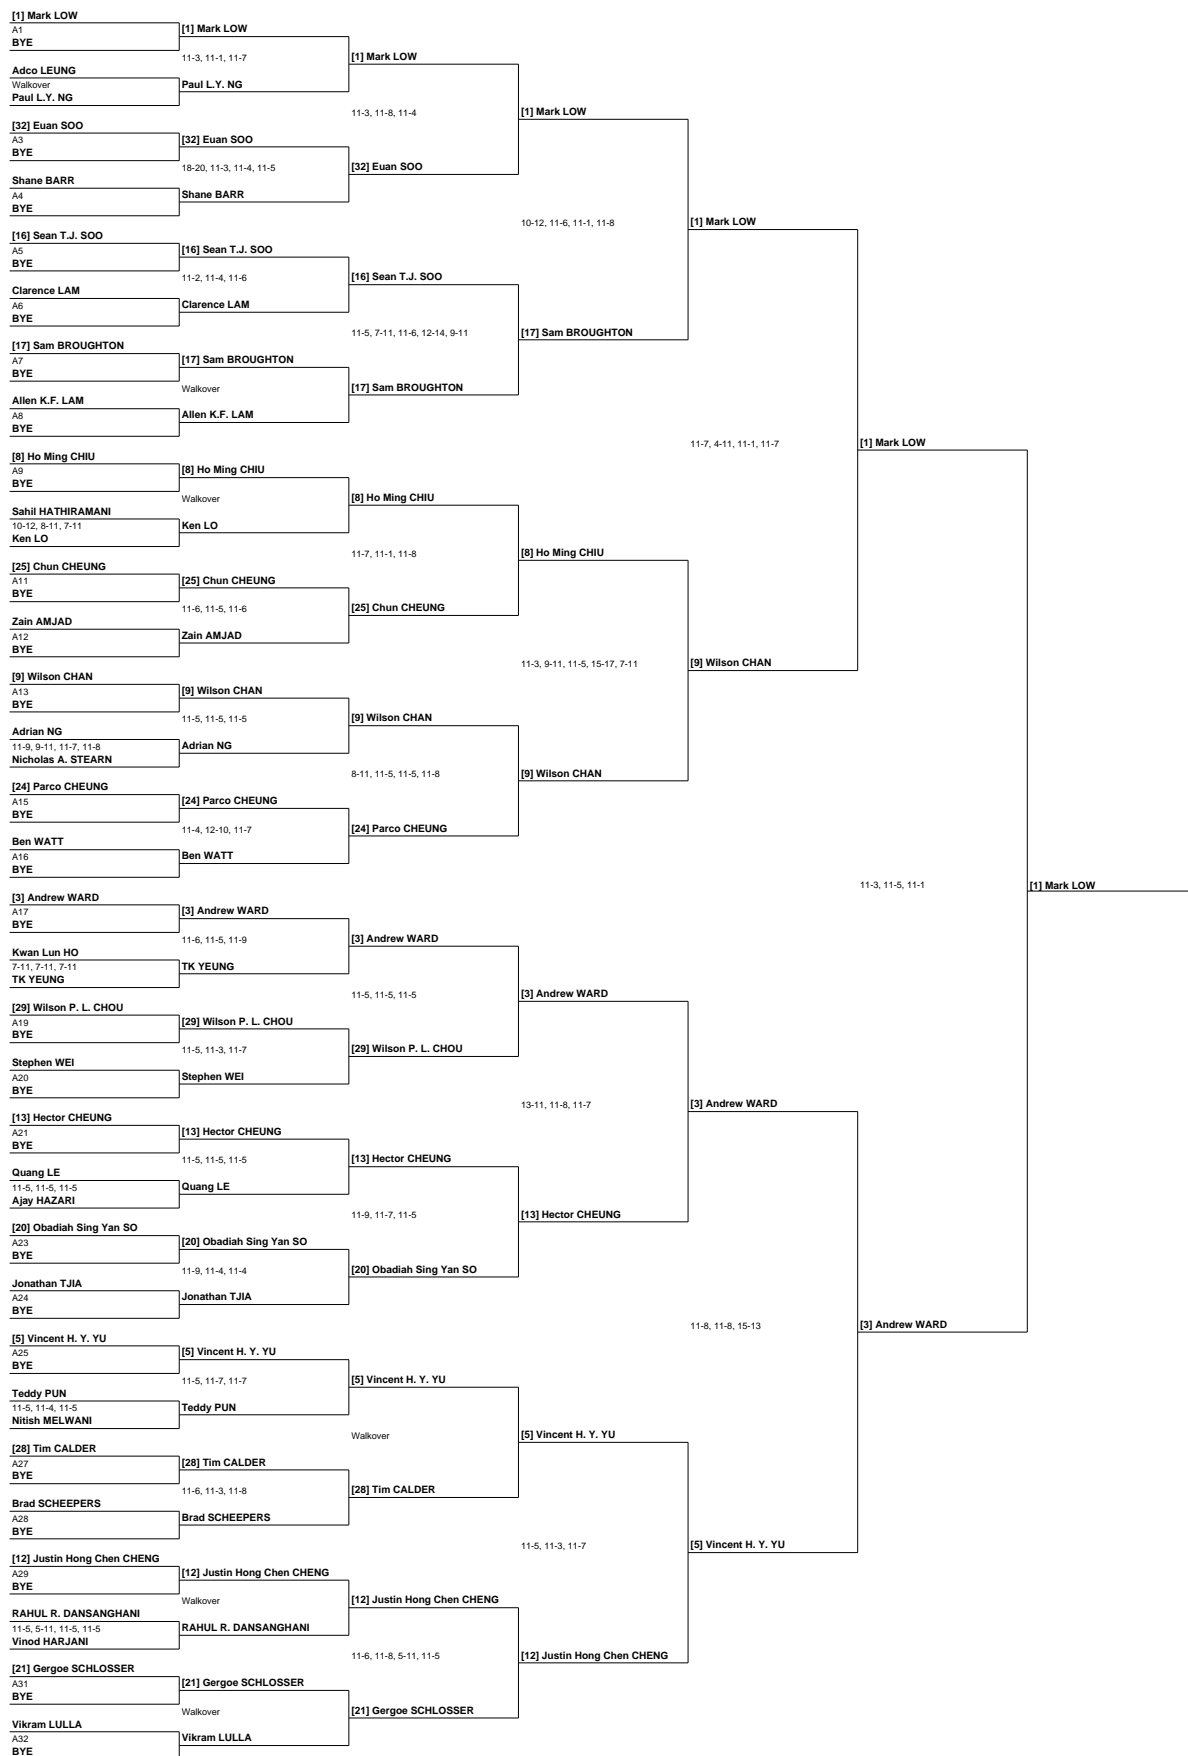 [1] Mark LOW
A1
BYE
Adco LEUNG
Walkover
Paul L.Y. NG
[32] Euan SOO
A3
BYE
Shane BARR
A4
BYE
[16] Sean T.J. SOO
A5
BYE
Clarence LAM
A6
BYE
[17] Sam BROUGHTON
A7
BYE
Allen K.F. LAM
A8
BYE
[8] Ho Ming CHIU
A9
BYE
Sahil HATHIRAMANI
10-12, 8-11, 7-11
Ken LO
[25] Chun CHEUNG
A11
BYE
Zain AMJAD
A12
BYE
[9] Wilson CHAN
A13
BYE
Adrian NG
11-9, 9-11, 11-7, 11-8
Nicholas A. STEARN
[24] Parco CHEUNG
A15
BYE
Ben WATT
A16
BYE
[3] Andrew WARD
A17
BYE
Kwan Lun HO
7-11, 7-11, 7-11
TK YEUNG
[29] Wilson P. L. CHOU
A19
BYE
Stephen WEI
A20
BYE
[13] Hector CHEUNG
A21
BYE
Quang LE
11-5, 11-5, 11-5
Ajay HAZARI
[20] Obadiah Sing Yan SO
A23
BYE
Jonathan TJIA
A24
BYE
[5] Vincent H. Y. YU
A25
BYE
Teddy PUN
11-5, 11-4, 11-5
Nitish MELWANI
[28] Tim CALDER
A27
BYE
Brad SCHEEPERS
A28
BYE
[12] Justin Hong Chen CHENG
A29
BYE
RAHUL R. DANSANGHANI
11-5, 5-11, 11-5, 11-5
Vinod HARJANI
[21] Gergoe SCHLOSSER
A31
BYE
Vikram LULLA
A32
BYE
[1] Mark LOW
11-3, 11-1, 11-7
Paul L.Y. NG
[32] Euan SOO
18-20, 11-3, 11-4, 11-5
Shane BARR
[16] Sean T.J. SOO
11-2, 11-4, 11-6
Clarence LAM
[17] Sam BROUGHTON
Walkover
Allen K.F. LAM
[8] Ho Ming CHIU
Walkover
Ken LO
[25] Chun CHEUNG
11-6, 11-5, 11-6
Zain AMJAD
[9] Wilson CHAN
11-5, 11-5, 11-5
Adrian NG
[24] Parco CHEUNG
11-4, 12-10, 11-7
Ben WATT
[3] Andrew WARD
11-6, 11-5, 11-9
TK YEUNG
[29] Wilson P. L. CHOU
11-5, 11-3, 11-7
Stephen WEI
[13] Hector CHEUNG
11-5, 11-5, 11-5
Quang LE
[20] Obadiah Sing Yan SO
11-9, 11-4, 11-4
Jonathan TJIA
[5] Vincent H. Y. YU
11-5, 11-7, 11-7
Teddy PUN
[28] Tim CALDER
11-6, 11-3, 11-8
Brad SCHEEPERS
[12] Justin Hong Chen CHENG
Walkover
RAHUL R. DANSANGHANI
[21] Gergoe SCHLOSSER
Walkover
Vikram LULLA
[1] Mark LOW
11-3, 11-8, 11-4
[32] Euan SOO
[16] Sean T.J. SOO
11-5, 7-11, 11-6, 12-14, 9-11
[17] Sam BROUGHTON
[8] Ho Ming CHIU
11-7, 11-1, 11-8
[25] Chun CHEUNG
[9] Wilson CHAN
8-11, 11-5, 11-5, 11-8
[24] Parco CHEUNG
[3] Andrew WARD
11-5, 11-5, 11-5
[29] Wilson P. L. CHOU
[13] Hector CHEUNG
11-9, 11-7, 11-5
[20] Obadiah Sing Yan SO
[5] Vincent H. Y. YU
Walkover
[28] Tim CALDER
[12] Justin Hong Chen CHENG
11-6, 11-8, 5-11, 11-5
[21] Gergoe SCHLOSSER
[1] Mark LOW
10-12, 11-6, 11-1, 11-8
[17] Sam BROUGHTON
[8] Ho Ming CHIU
11-3, 9-11, 11-5, 15-17, 7-11
[9] Wilson CHAN
[3] Andrew WARD
13-11, 11-8, 11-7
[13] Hector CHEUNG
[5] Vincent H. Y. YU
11-5, 11-3, 11-7
[12] Justin Hong Chen CHENG
[1] Mark LOW
11-7, 4-11, 11-1, 11-7
[9] Wilson CHAN
[3] Andrew WARD
11-8, 11-8, 15-13
[5] Vincent H. Y. YU
[1] Mark LOW
11-3, 11-5, 11-1
[3] Andrew WARD
[1] Mark LOW